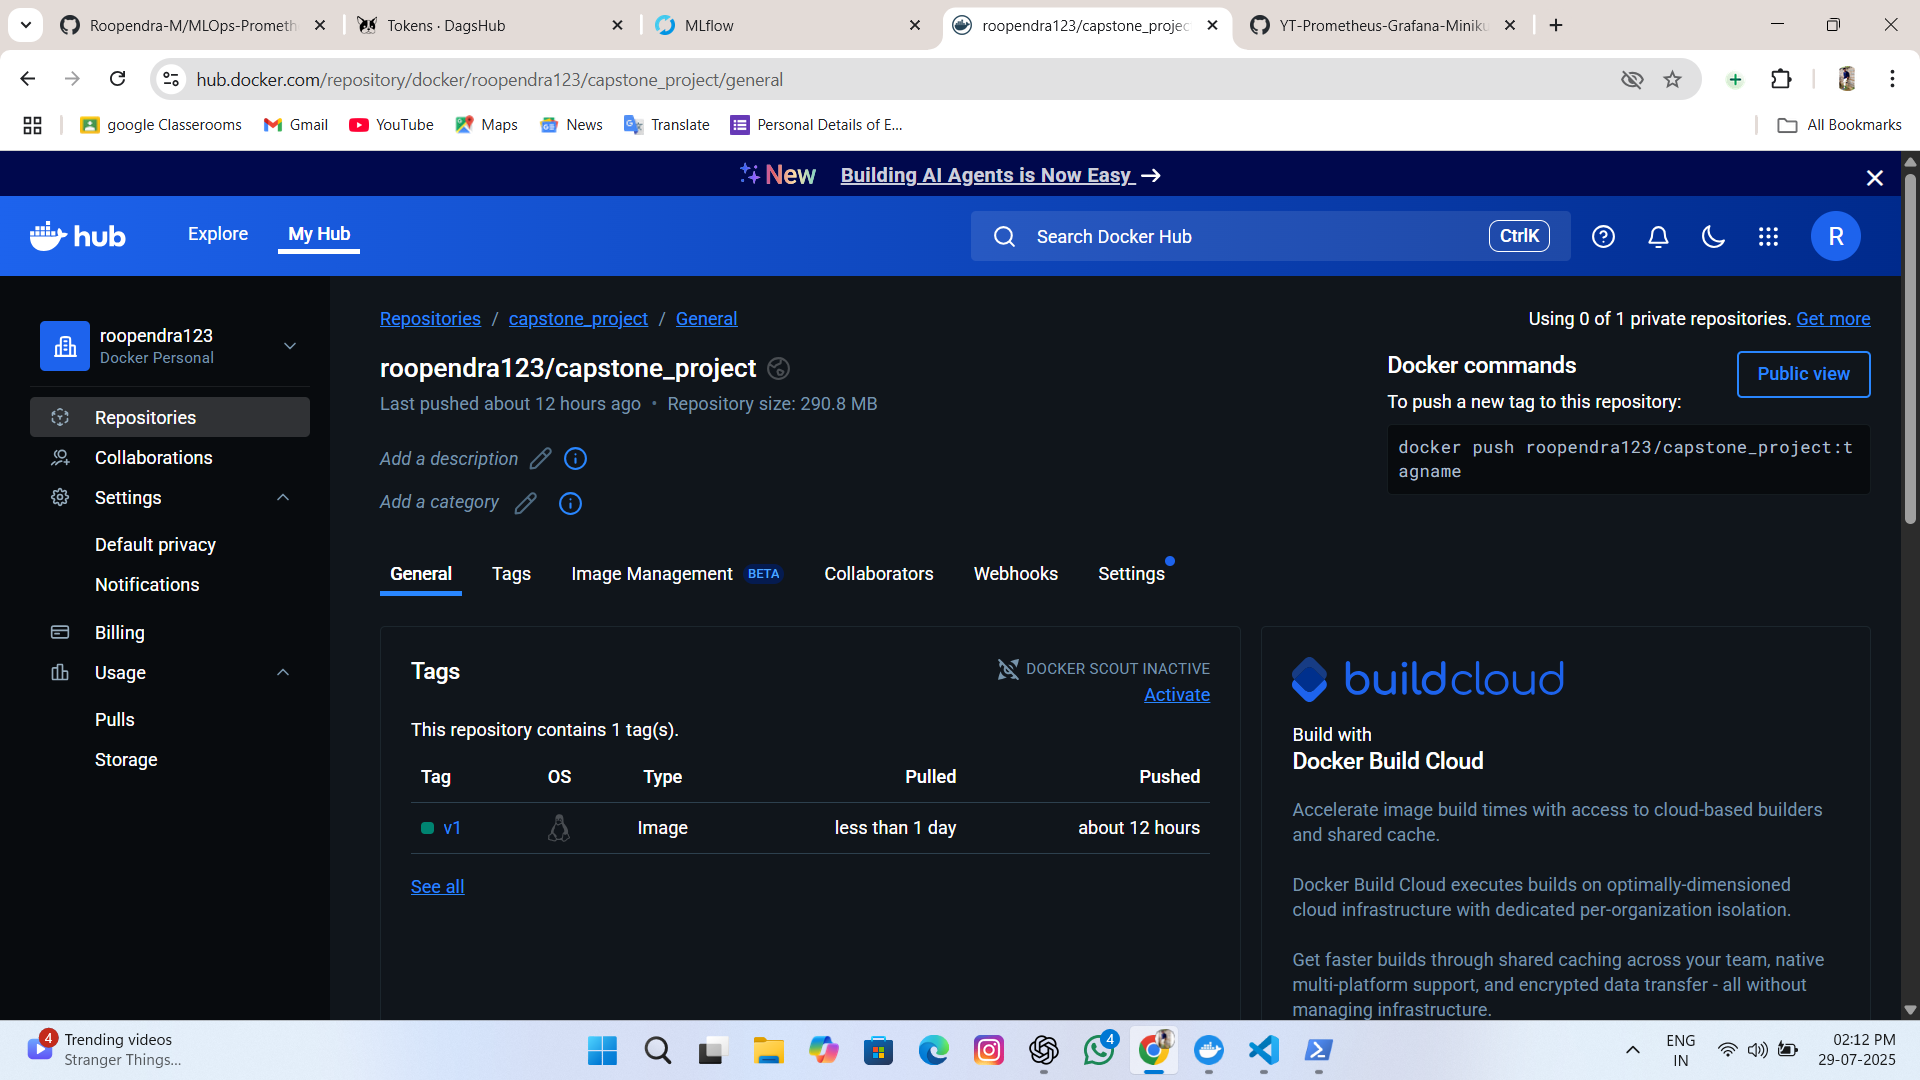 Roopendra-M/MLOps-Prometh
Tokens · DagsHub
MLflow
roopendra123/capstone_projec
YT-Prometheus-Grafana-Miniku
hub.docker.com/repository/docker/roopendra123/capstone_project/general
google Classerooms
Gmail
YouTube
Maps
News
Translate
Personal Details of E...
All Bookmarks
New Building AI Agents is Now Easy →
hub
Explore
My Hub
Search Docker Hub
CtrlK
R
roopendra123
Docker Personal
Repositories
Collaborations
Settings
Default privacy
Notifications
Billing
Usage
Pulls
Storage
Repositories / capstone_project / General
Using 0 of 1 private repositories. Get more
roopendra123/capstone_project
Last pushed about 12 hours ago • Repository size: 290.8 MB
Add a description
Add a category
Docker commands
Public view
To push a new tag to this repository:
docker push roopendra123/capstone_project:t
agname
General
Tags
Image Management BETA
Collaborators
Webhooks
Settings
Tags
DOCKER SCOUT INACTIVE
Activate
This repository contains 1 tag(s).
Tag OS Type Pulled Pushed
v1 Image less than 1 day about 12 hours
See all
buildcloud
Build with
Docker Build Cloud
Accelerate image build times with access to cloud-based builders
and shared cache.
Docker Build Cloud executes builds on optimally-dimensioned
cloud infrastructure with dedicated per-organization isolation.
Get faster builds through shared caching across your team, native
multi-platform support, and encrypted data transfer - all without
managing infrastructure.
4
Trending videos
Stranger Things...
4
ENG
IN
02:12 PM
29-07-2025